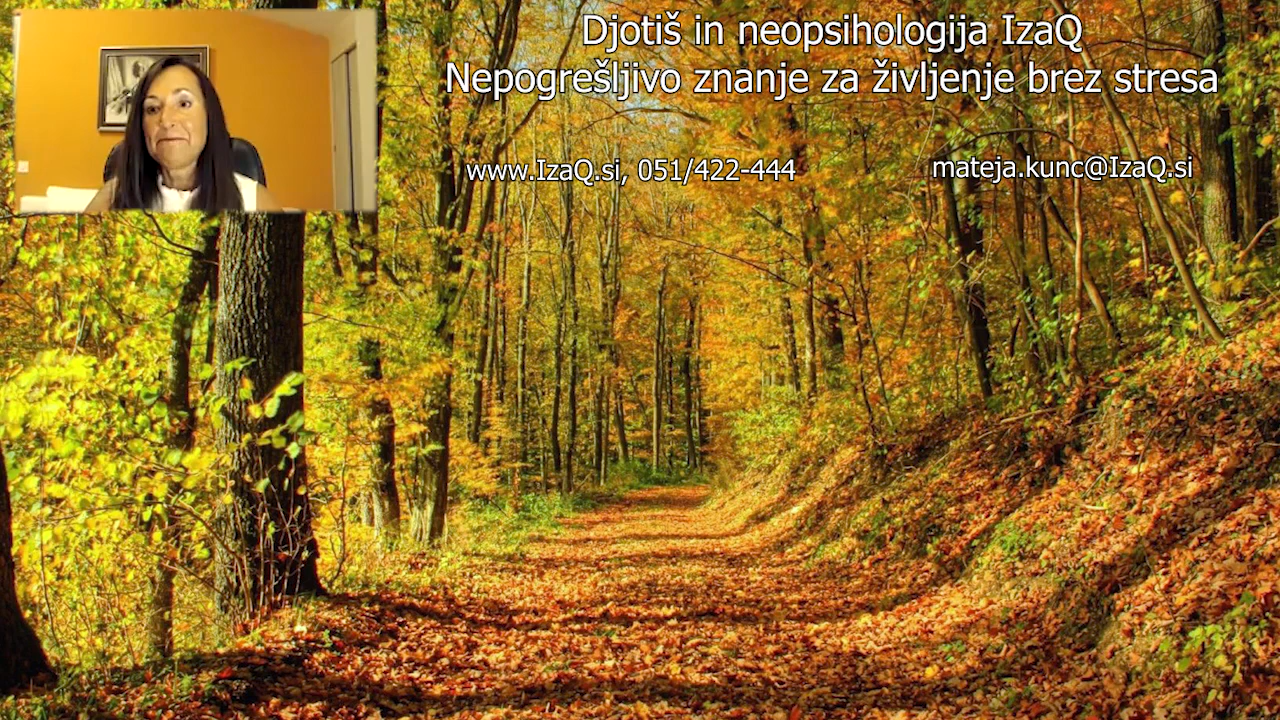 Djotiš in neopsihologija IzaQ
Nepogrešljivo znanje za življenje brez stresa
www.IzaQ.si, 051/422-444
mateja.kunc@IzaQ.si